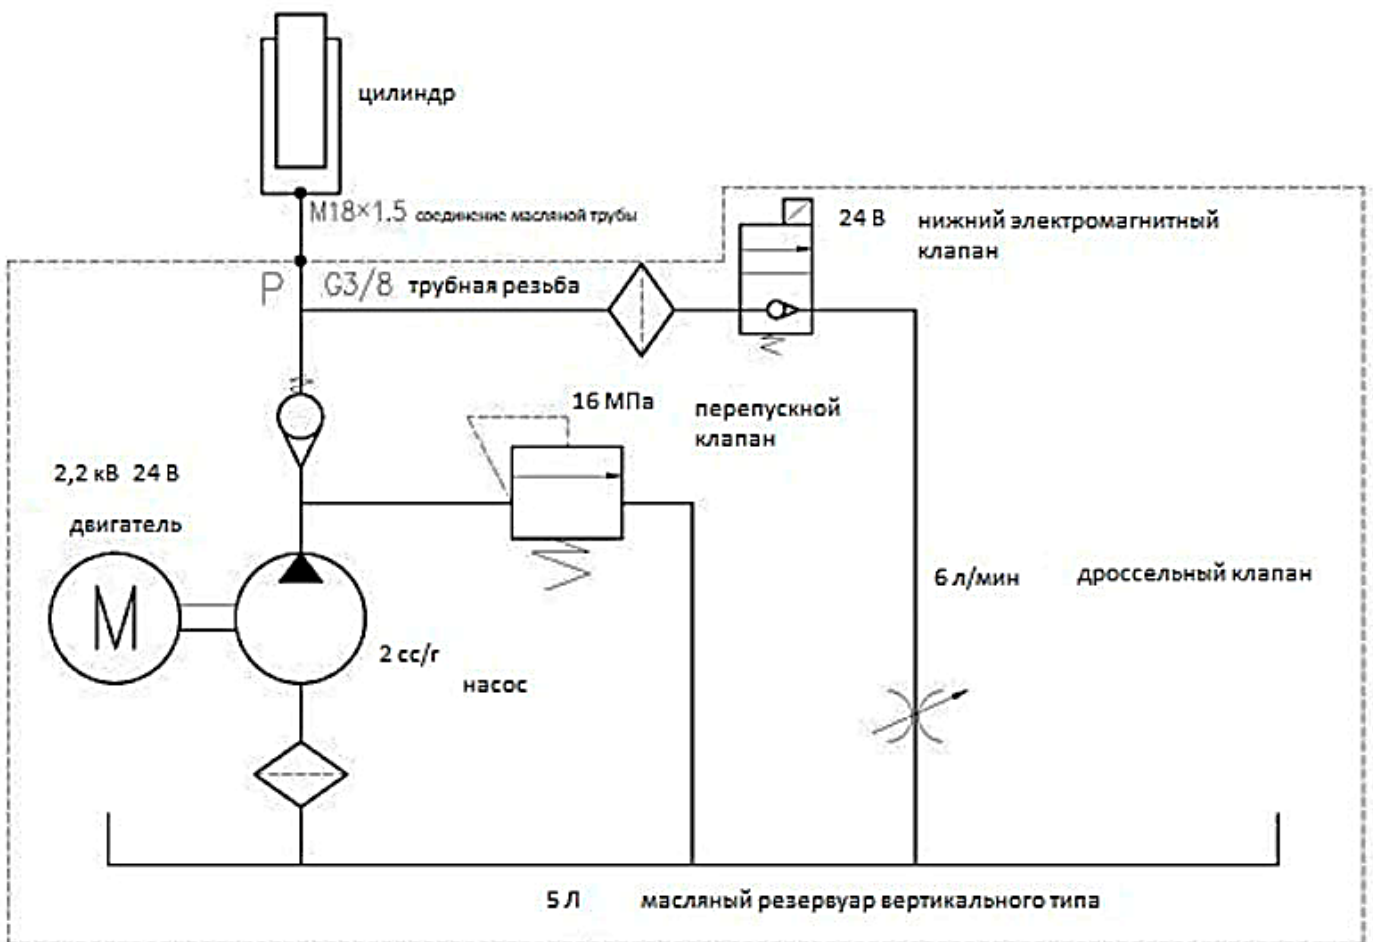 цилиндр
M18×1.5 соединение масляной трубы
24 В
нижний электромагнитный
клапан
P
G3/8 трубная резьба
16 МПа
перепускной
клапан
2,2 кВ 24 В
двигатель
M
2 сс/г
насос
6 л/мин
дроссельный клапан
5 Л
масляный резервуар вертикального типа